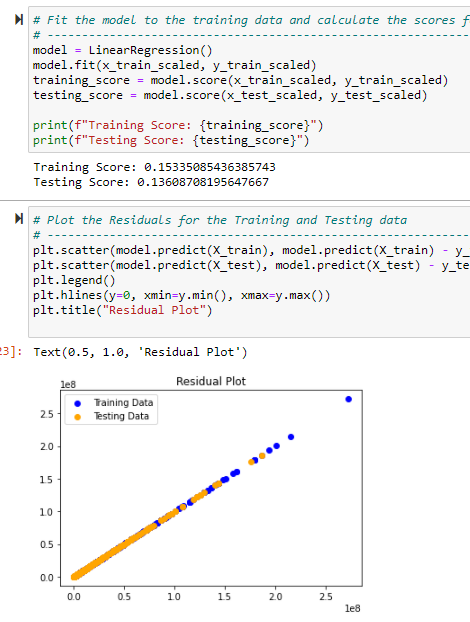 # Fit the model to the training data and calculate the scores f
# ------------------------------------------------------------
model = LinearRegression()
model.fit(x_train_scaled, y_train_scaled)
training_score = model.score(x_train_scaled, y_train_scaled)
testing_score = model.score(x_test_scaled, y_test_scaled)
print(f"Training Score: {training_score}")
print(f"Testing Score: {testing_score}")
Training Score: 0.15335085436385743
Testing Score: 0.13608708195647667
# Plot the Residuals for the Training and Testing data
# ------------------------------------------------------------
plt.scatter(model.predict(X_train), model.predict(X_train) - y_
plt.scatter(model.predict(X_test), model.predict(X_test) - y_te
plt.legend()
plt.hlines(y=0, xmin=y.min(), xmax=y.max())
plt.title("Residual Plot")
23]: Text(0.5, 1.0, 'Residual Plot')
Residual Plot
1e8
Training Data
Testing Data
2.5
2.0
1.5
1.0
0.5
0.0
0.0 0.5 1.0 1.5 2.0 2.5
1e8